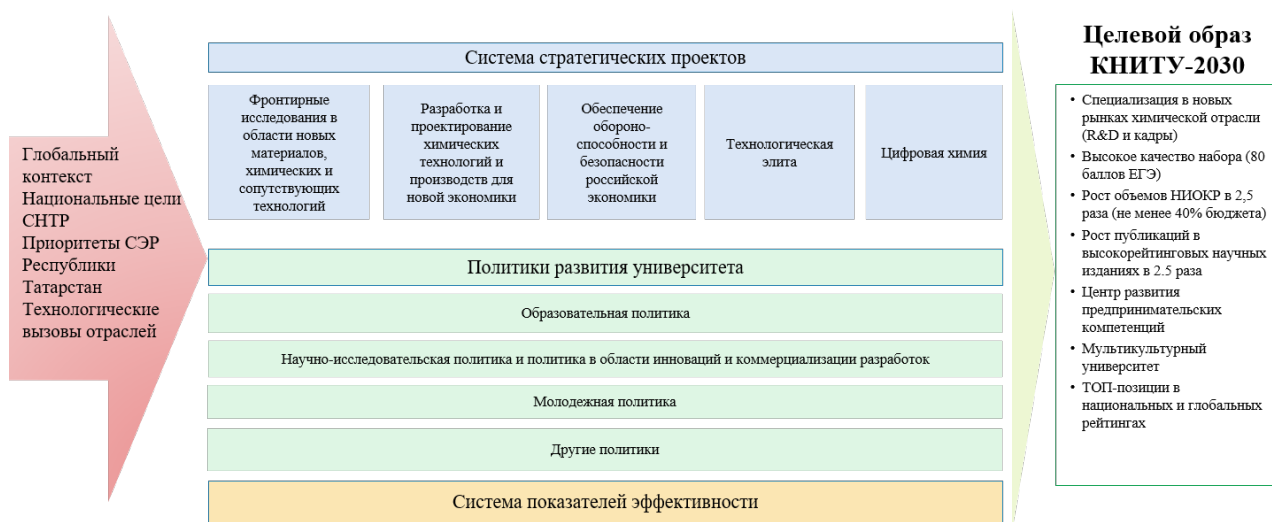 Глобальный
контекст
Национальные цели
СНТР
Приоритеты СЭР
Республики
Татарстан
Технологические
вызовы отраслей
Система стратегических проектов
Фронтирные
исследования в
области новых
материалов,
химических и
сопутствующих
технологий
Разработка и
проектирование
химических
технологий и
производств для
новой экономики
Обеспечение
обороно-
способности и
безопасности
российской
экономики
Технологическая
элита
Цифровая химия
Политики развития университета
Образовательная политика
Научно-исследовательская политика и политика в области инноваций и коммерциализации разработок
Молодежная политика
Другие политики
Система показателей эффективности
Целевой образ
КНИТУ-2030
• Специализация в новых
рынках химической отрасли
(R&D и кадры)
• Высокое качество набора (80
баллов ЕГЭ)
• Рост объемов НИОКР в 2,5
раза (не менее 40% бюджета)
• Рост публикаций в
высокорейтинговых научных
изданиях в 2.5 раза
• Центр развития
предпринимательских
компетенций
• Мультикультурный
университет
• ТОП-позиции в
национальных и глобальных
рейтингах